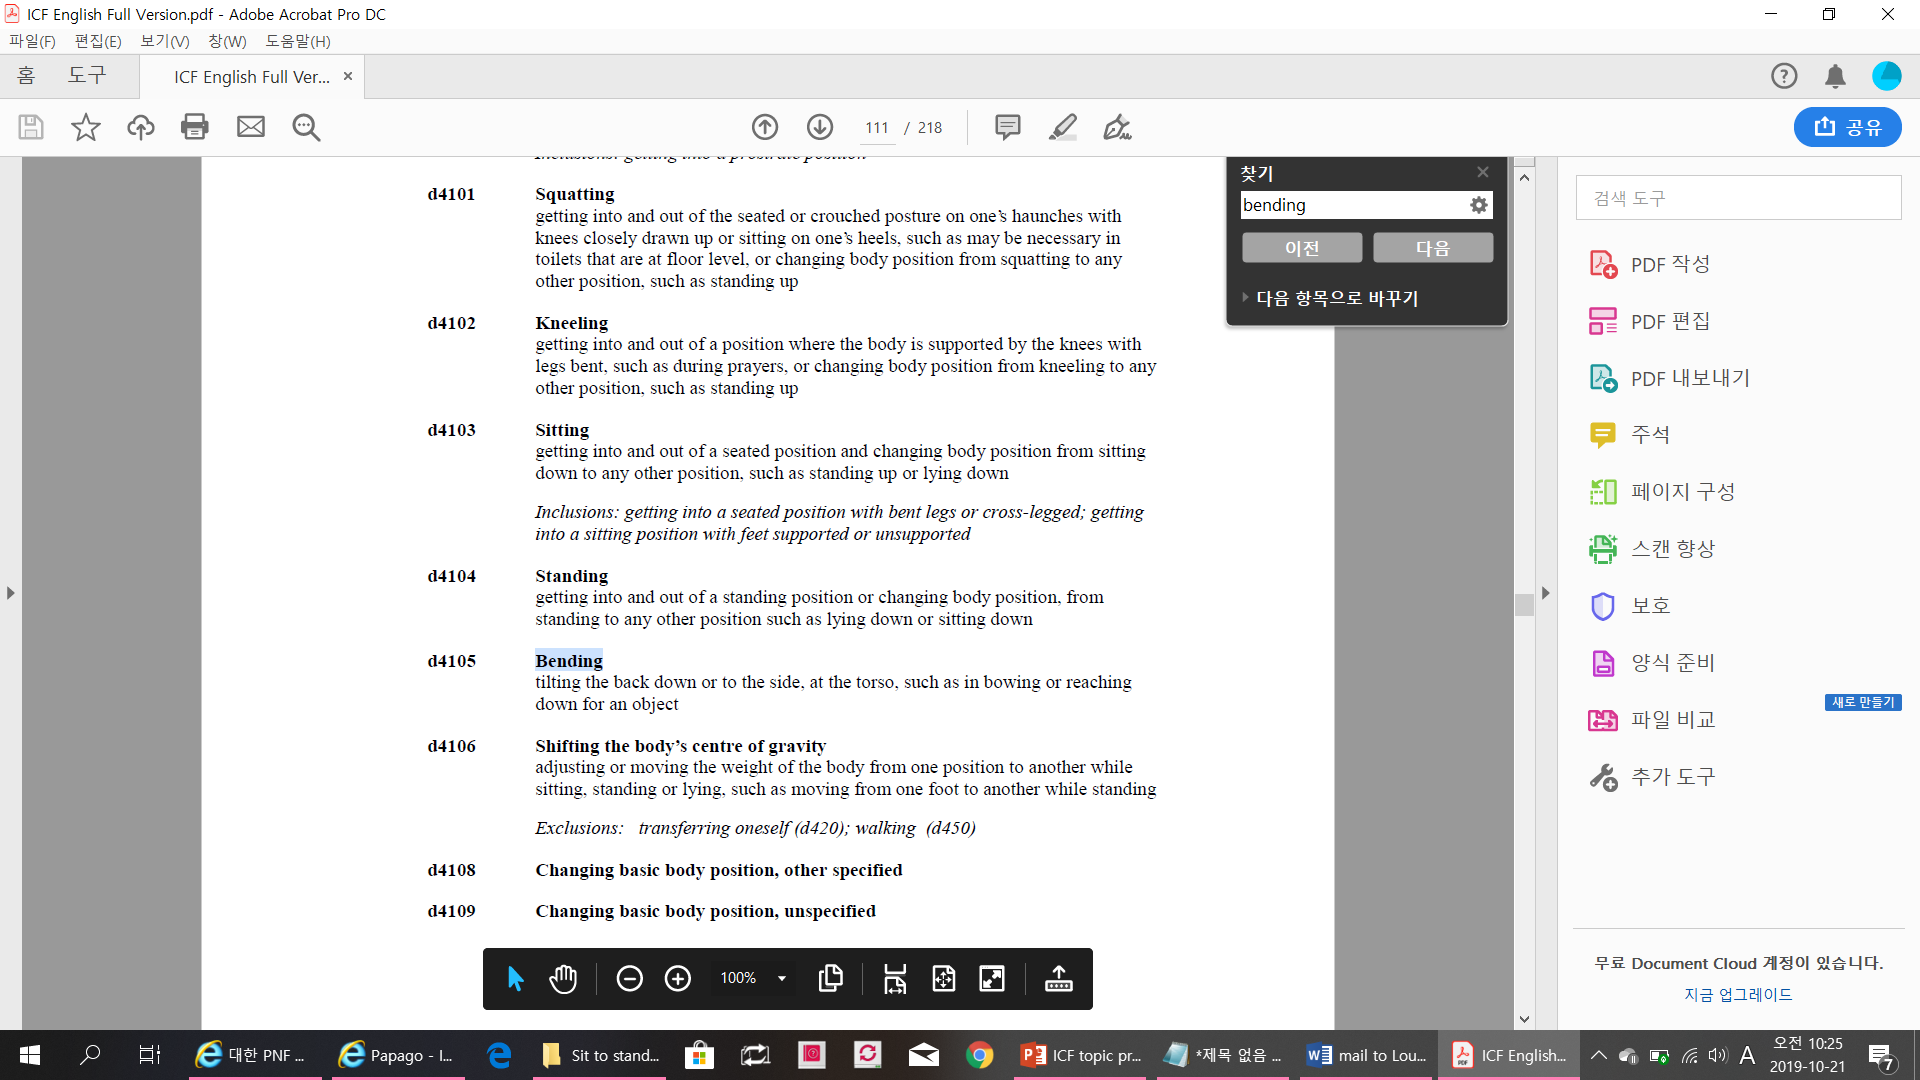 ICF English Full Version.pdf - Adobe Acrobat Pro DC
파일(F) 편집(E) 보기(V) 창(W) 도움말(H)
홈 도구 ICF English Full Ver... ×
111 / 218
공유
Inclusions: getting into a prostrate position
d4101 Squatting
getting into and out of the seated or crouched posture on one's haunches with
knees closely drawn up or sitting on one's heels, such as may be necessary in
toilets that are at floor level, or changing body position from squatting to any
other position, such as standing up
d4102 Kneeling
getting into and out of a position where the body is supported by the knees with
legs bent, such as during prayers, or changing body position from kneeling to any
other position, such as standing up
d4103 Sitting
getting into and out of a seated position and changing body position from sitting
down to any other position, such as standing up or lying down
Inclusions: getting into a seated position with bent legs or cross-legged; getting
into a sitting position with feet supported or unsupported
d4104 Standing
getting into and out of a standing position or changing body position, from
standing to any other position such as lying down or sitting down
d4105 Bending
tilting the back down or to the side, at the torso, such as in bowing or reaching
down for an object
d4106 Shifting the body's centre of gravity
adjusting or moving the weight of the body from one position to another while
sitting, standing or lying, such as moving from one foot to another while standing
Exclusions: transferring oneself (d420); walking (d450)
d4108 Changing basic body position, other specified
d4109 Changing basic body position, unspecified
100%
찾기
bending
이전 다음
다음 항목으로 바꾸기
검색 도구
PDF 작성
PDF 편집
PDF 내보내기
주석
페이지 구성
스캔 향상
보호
양식 준비
새로 만들기
파일 비교
추가 도구
무료 Document Cloud 계정이 있습니다.
지금 업그레이드
대한 PNF ... Papago - I... Sit to stand... ICF topic pr... *제목 없음 ... mail to Lou... ICF English... A 오전 10:25
2019-10-21 7